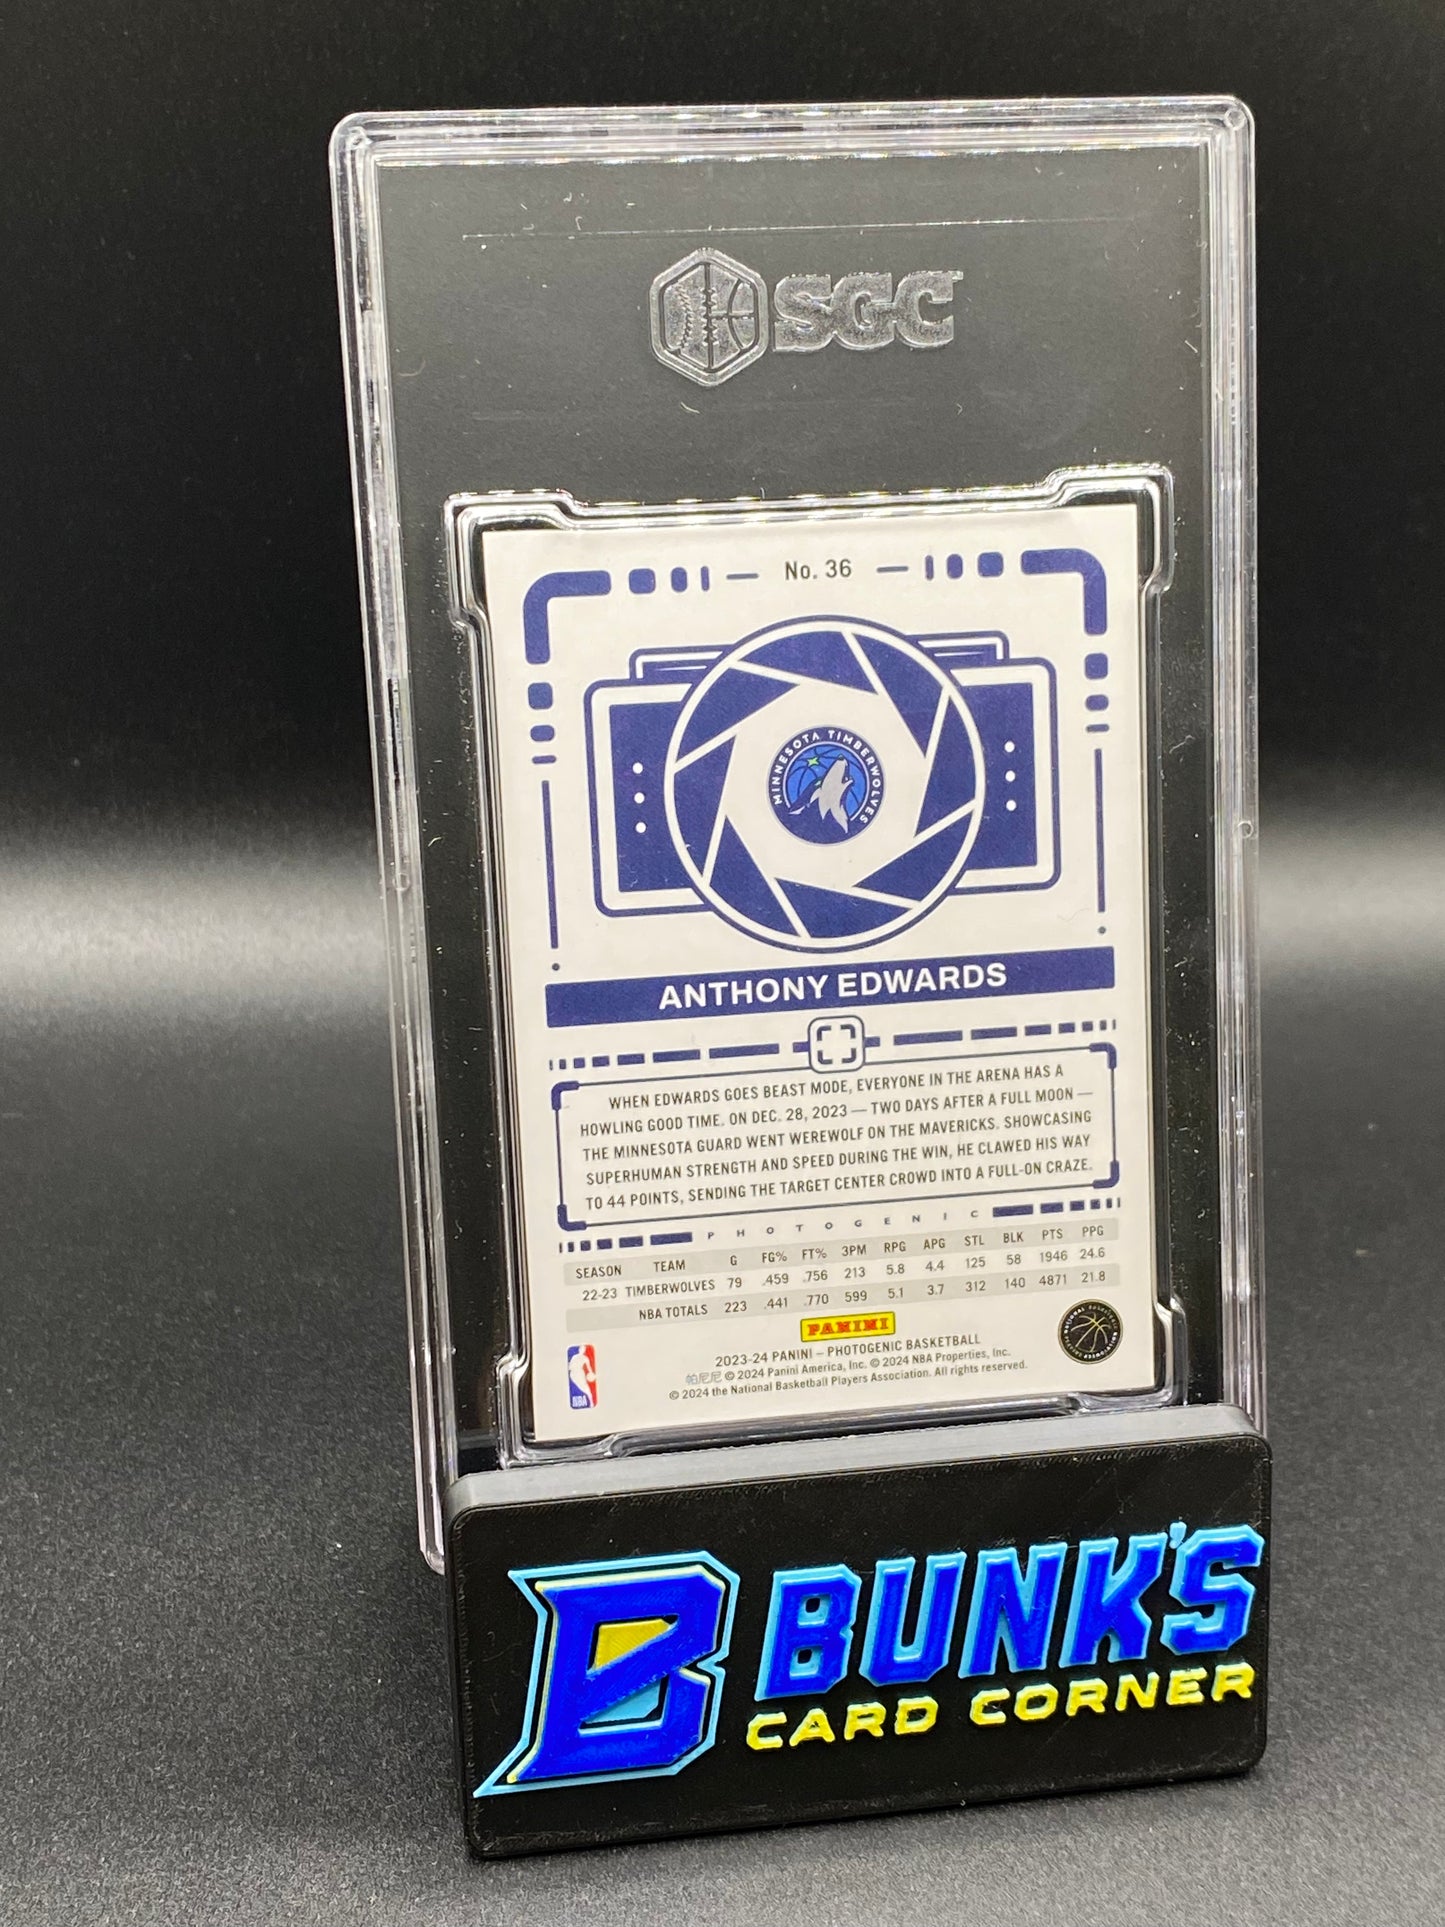 SGC
No. 36
MINNESOTA TIMBERWOLVES
ANTHONY EDWARDS
WHEN EDWARDS GOES BEAST MODE, EVERYONE IN THE ARENA HAS A
HOWLING GOOD TIME. ON DEC. 28, 2023 — TWO DAYS AFTER A FULL MOON —
THE MINNESOTA GUARD WENT WEREWOLF ON THE MAVERICKS. SHOWCASING
SUPERHUMAN STRENGTH AND SPEED DURING THE WIN, HE CLAWED HIS WAY
TO 44 POINTS, SENDING THE TARGET CENTER CROWD INTO A FULL-ON CRAZE.
PHOTOGENIC
SEASON TEAM G FG% FT% 3PM RPG APG STL BLK PTS PPG
22-23 TIMBERWOLVES 79 .459 .756 213 5.8 4.4 125 58 1946 24.6
NBA TOTALS 223 .441 .770 599 5.1 3.7 312 140 4871 21.8
PANINI
2023-24 PANINI – PHOTOGENIC BASKETBALL
帕尼尼 © 2024 Panini America, Inc. © 2024 NBA Properties, Inc.
© 2024 the National Basketball Players Association. All rights reserved.
NBA
NATIONAL BASKETBALL PLAYERS ASSOCIATION
B BUNK'S
CARD CORNER